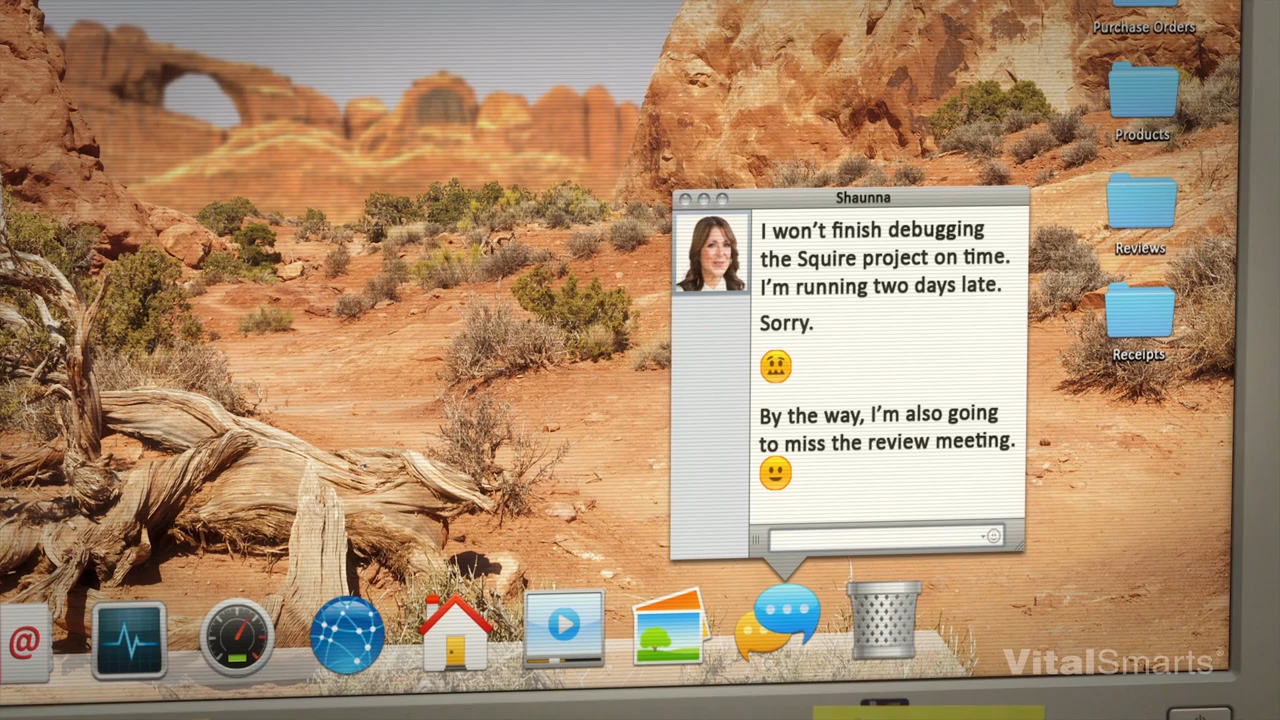 Purchase Orders
Products
Reviews
Receipts
Shaunna
I won't finish debugging
the Squire project on time.
I'm running two days late.
Sorry.
By the way, I'm also going
to miss the review meeting.
@
VitalSmarts